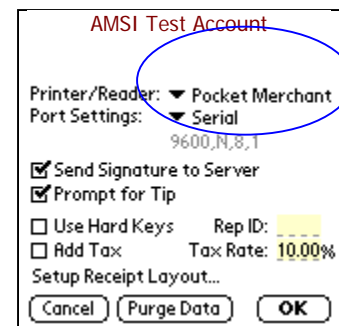 AMSI Test Account
Printer/Reader: Pocket Merchant
Port Settings: Serial
9600,N,8,1
Send Signature to Server
Prompt for Tip
Use Hard Keys Rep ID:
Add Tax Tax Rate: 10.00%
Setup Receipt Layout...
Cancel Purge Data OK